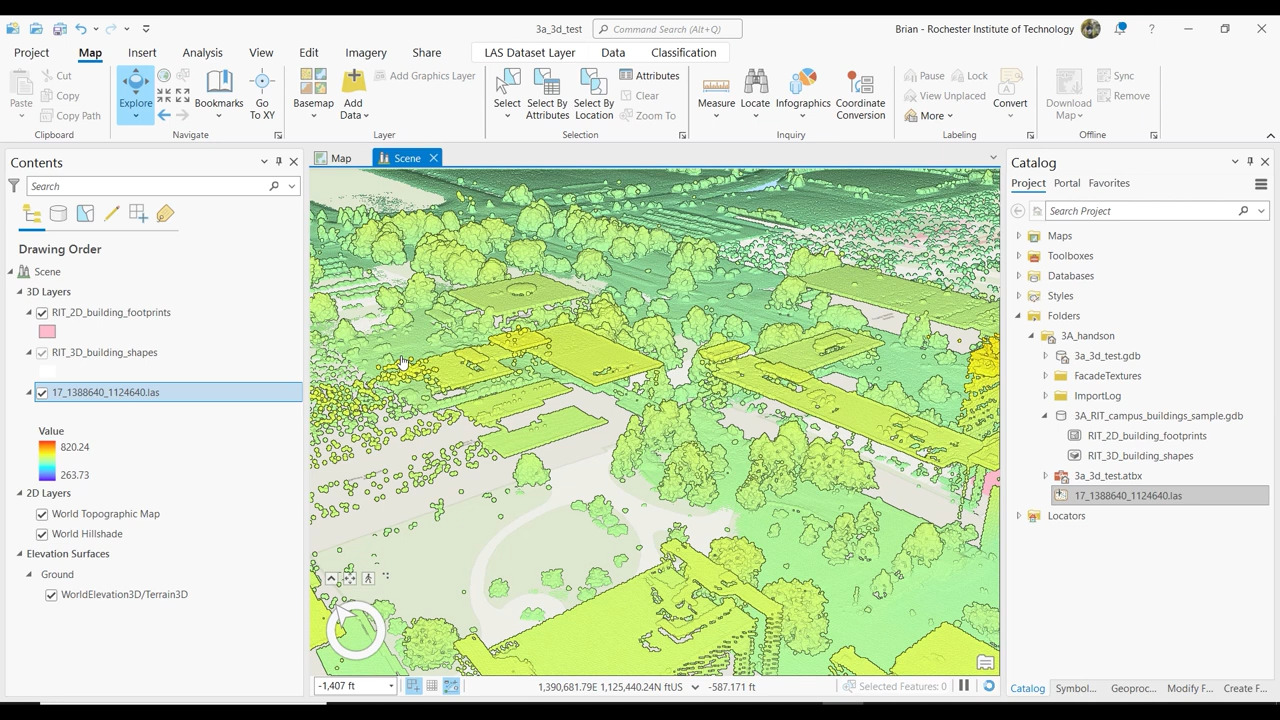 3a_3d_test
Command Search (Alt+Q)
Brian - Rochester Institute of Technology
?
Project Map Insert Analysis View Edit Imagery Share LAS Dataset Layer Data Classification
Paste
Cut
Copy
Copy Path
Clipboard
Explore
Bookmarks
Go To XY
Navigate
Basemap
Add Data
Add Graphics Layer
Layer
Select
Select By Attributes
Select By Location
Attributes
Clear
Zoom To
Selection
Measure
Locate
Infographics
Coordinate Conversion
Inquiry
Pause
Lock
View Unplaced
More
Convert
Labeling
Download Map
Sync
Remove
Offline
Contents
Search
Drawing Order
Scene
3D Layers
RIT_2D_building_footprints
RIT_3D_building_shapes
17_1388640_1124640.las
Value
820.24
263.73
2D Layers
World Topographic Map
World Hillshade
Elevation Surfaces
Ground
WorldElevation3D/Terrain3D
Map
Scene
-1,407 ft
1,390,681.79E 1,125,440.24N ftUS
-587.171 ft
Selected Features: 0
Catalog
Project Portal Favorites
Search Project
Maps
Toolboxes
Databases
Styles
Folders
3A_handson
3a_3d_test.gdb
FacadeTextures
ImportLog
3A_RIT_campus_buildings_sample.gdb
RIT_2D_building_footprints
RIT_3D_building_shapes
3a_3d_test.atbx
17_1388640_1124640.las
Locators
Catalog Symbol... Geoproc... Modify F... Create F...